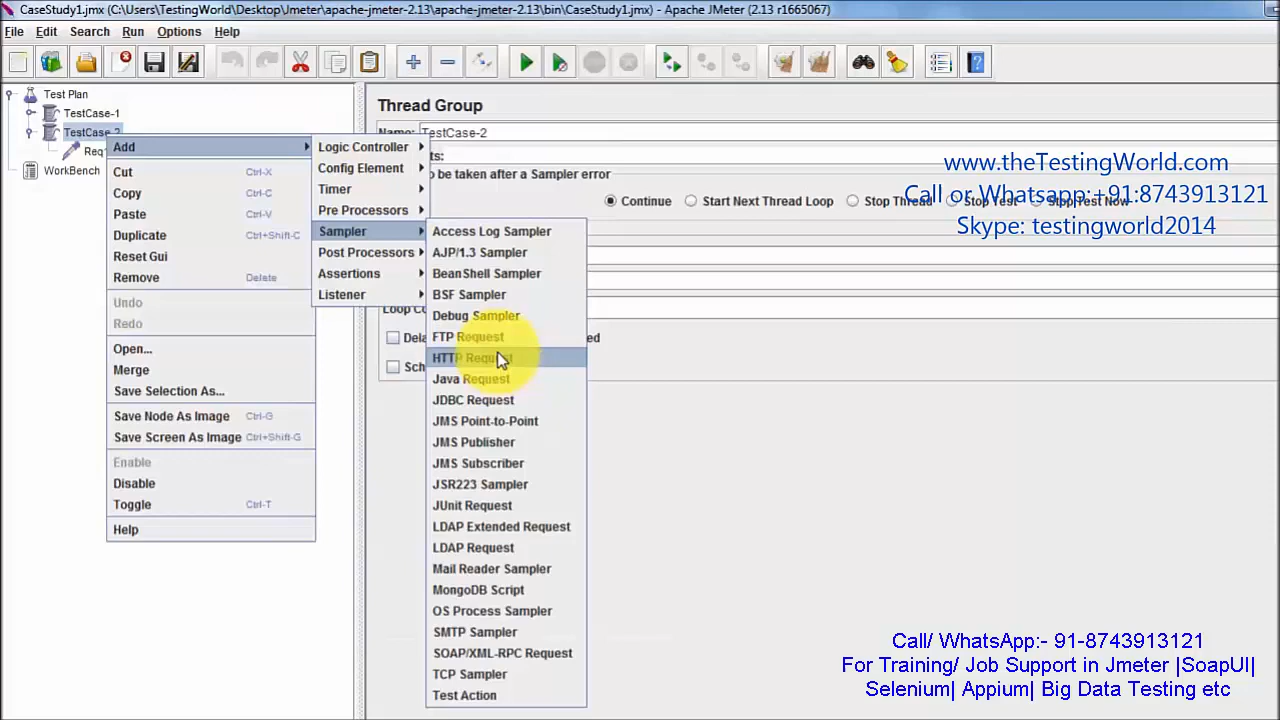 CaseStudy1.jmx (C:\Users\TestingWorld\Desktop\Jmeter\apache-jmeter-2.13\apache-jmeter-2.13\bin\CaseStudy1.jmx) - Apache JMeter (2.13 r1665067)
File Edit Search Run Options Help
Test Plan
TestCase-1
TestCase-2
Req
WorkBench
Add
Cut Ctrl-X
Copy Ctrl-C
Paste Ctrl-V
Duplicate Ctrl+Shift-C
Reset Gui
Remove Delete
Undo
Redo
Open...
Merge
Save Selection As...
Save Node As Image Ctrl-G
Save Screen As Image Ctrl+Shift-G
Enable
Disable
Toggle Ctrl-T
Help
Logic Controller
Config Element
Timer
Pre Processors
Sampler
Post Processors
Assertions
Listener
Access Log Sampler
AJP/1.3 Sampler
BeanShell Sampler
BSF Sampler
Debug Sampler
FTP Request
HTTP Request
Java Request
JDBC Request
JMS Point-to-Point
JMS Publisher
JMS Subscriber
JSR223 Sampler
JUnit Request
LDAP Extended Request
LDAP Request
Mail Reader Sampler
MongoDB Script
OS Process Sampler
SMTP Sampler
SOAP/XML-RPC Request
TCP Sampler
Test Action
Thread Group
Name: TestCase-2
ts:
o be taken after a Sampler error
Continue Start Next Thread Loop Stop Thread Stop Test Stop Test Now
Loop Co
Dela ed
Sch
www.theTestingWorld.com
Call or Whatsapp:+91:8743913121
Skype: testingworld2014
Call/ WhatsApp:- 91-8743913121
For Training/ Job Support in Jmeter |SoapUI|
Selenium| Appium| Big Data Testing etc